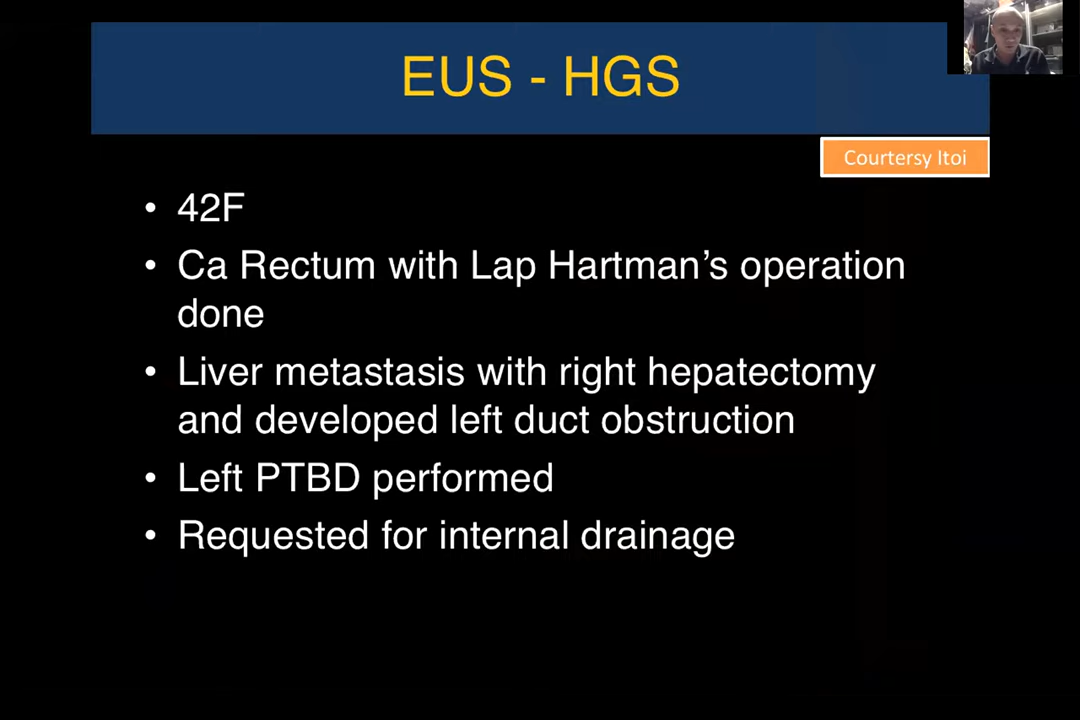 EUS - HGS
Courtersy Itoi
• 42F
• Ca Rectum with Lap Hartman’s operation
done
• Liver metastasis with right hepatectomy
and developed left duct obstruction
• Left PTBD performed
• Requested for internal drainage